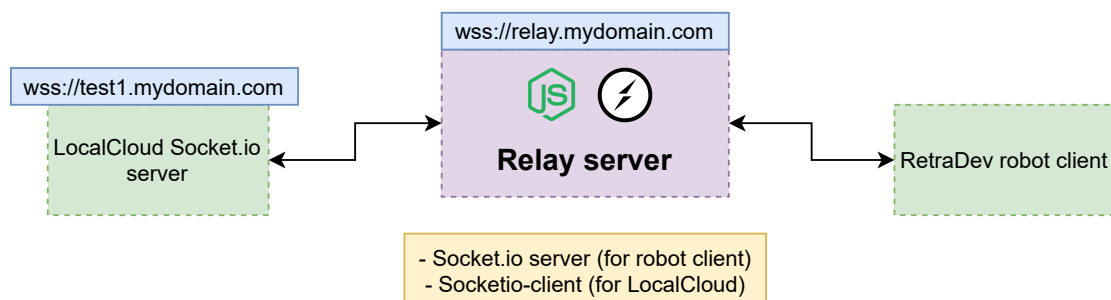 wss://relay.mydomain.com
wss://test1.mydomain.com
JS
LocalCloud Socket.io
server
Relay server
RetraDev robot client
- Socket.io server (for robot client)
- Socketio-client (for LocalCloud)